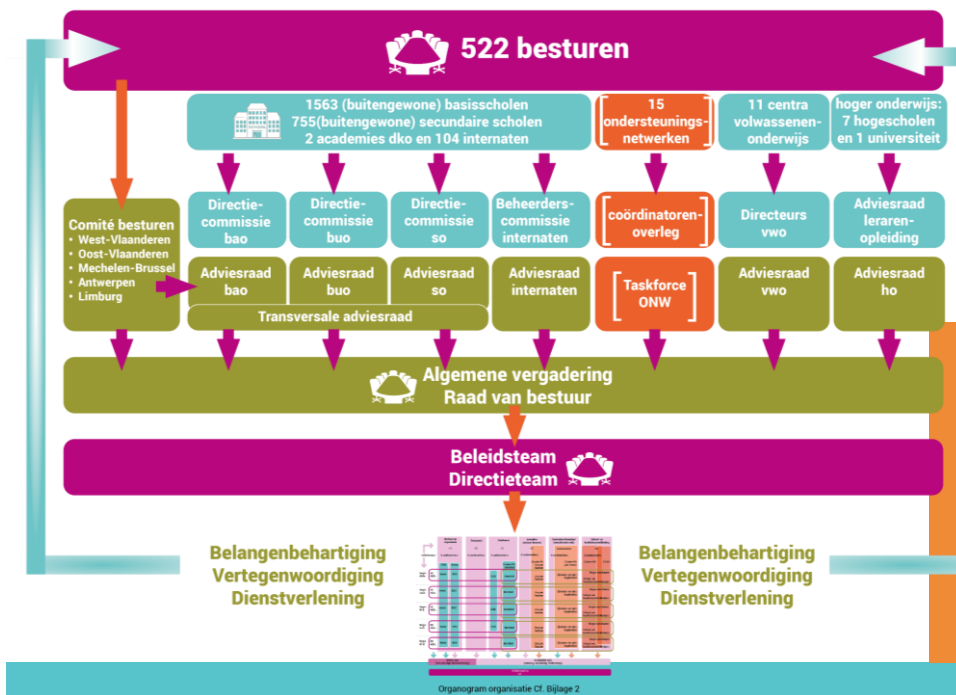 522 besturen
1563 (buitengewone) basisscholen
755(buitengewone) secundaire scholen
2 academies dko en 104 internaten
15
ondersteunings-
netwerken
11 centra
volwassenen-
onderwijs
hoger onderwijs:
7 hogescholen
en 1 universiteit
Comité besturen
• West-Vlaanderen
• Oost-Vlaanderen
• Mechelen-Brussel
• Antwerpen
• Limburg
Directie-
commissie
bao
Directie-
commissie
buo
Directie-
commissie
so
Beheerders-
commissie
internaten
coördinatoren-
overleg
Directeurs
vwo
Adviesraad
leraren-
opleiding
Adviesraad
bao
Adviesraad
buo
Adviesraad
so
Adviesraad
internaten
Taskforce
ONW
Adviesraad
vwo
Adviesraad
ho
Transversale adviesraad
Algemene vergadering
Raad van bestuur
Beleidsteam
Directieteam
Belangenbehartiging
Vertegenwoordiging
Dienstverlening
Belangenbehartiging
Vertegenwoordiging
Dienstverlening
Organogram organisatie Cf. Bijlage 2